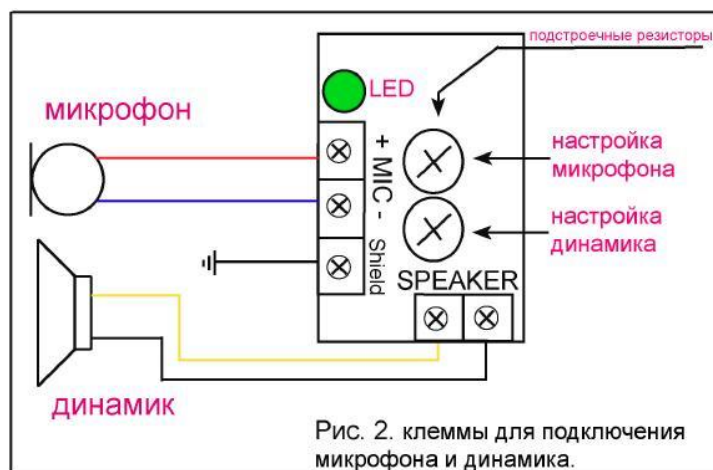 подстроечные резисторы
LED
микрофон
+ MIC -
настройка
микрофона
настройка
динамика
Shield
SPEAKER
динамик
Рис. 2. клеммы для подключения
микрофона и динамика.